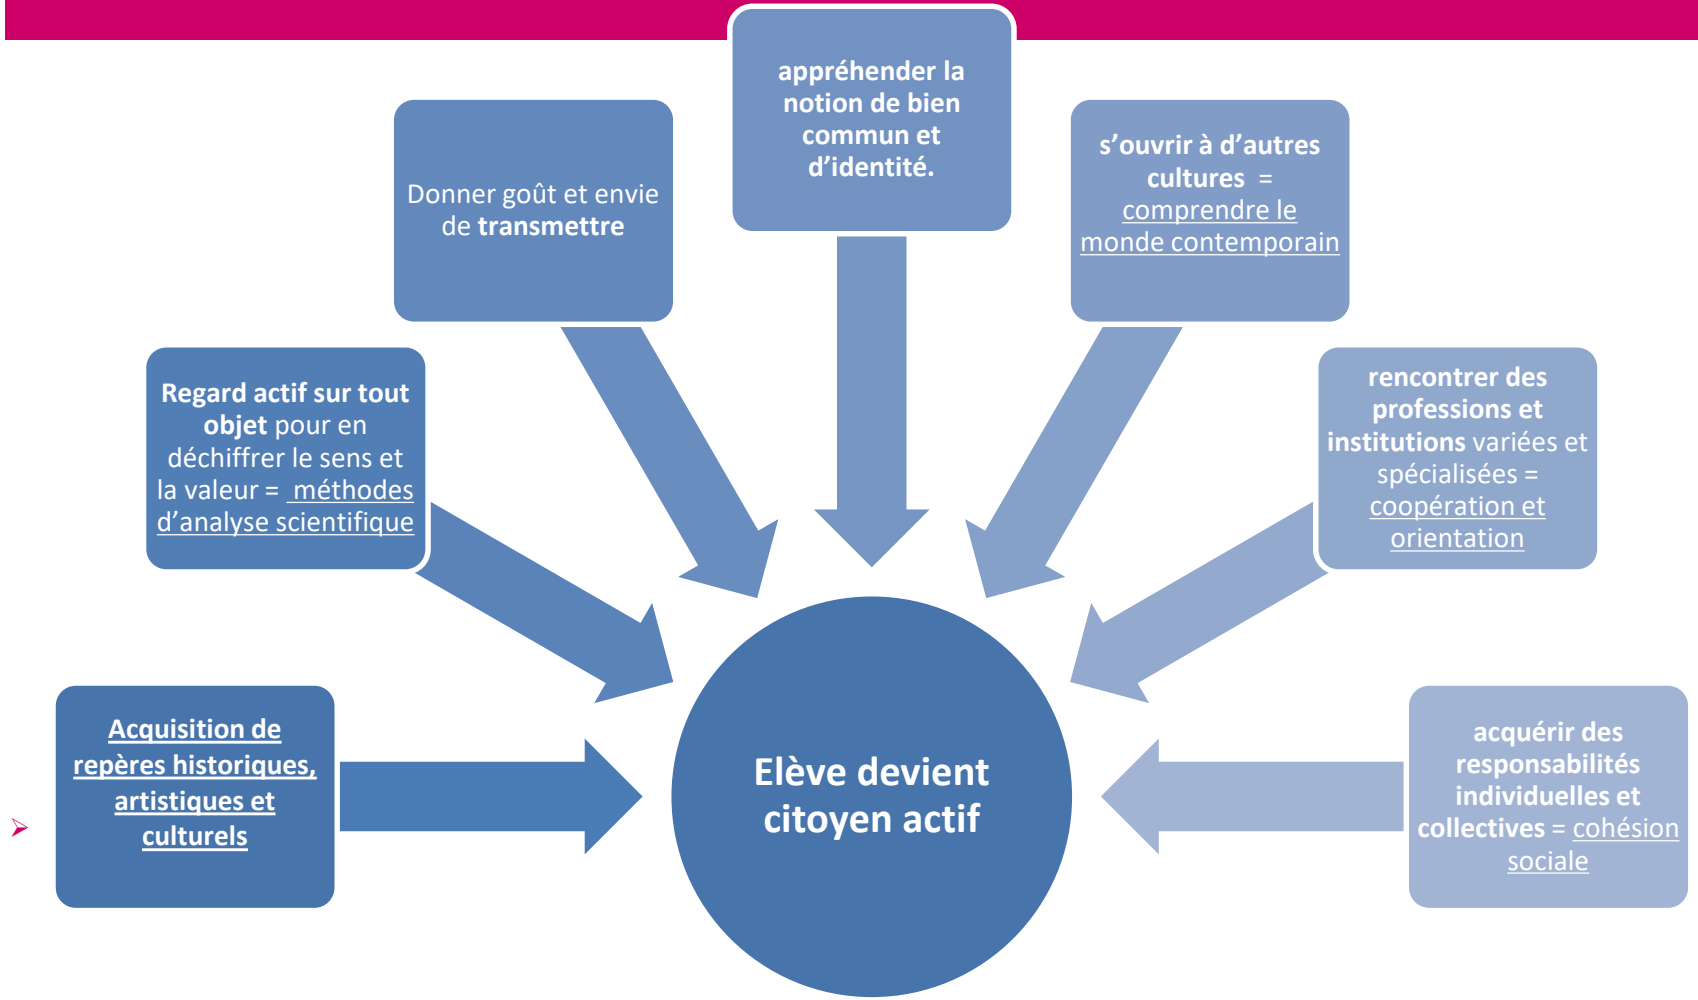 appréhender la
notion de bien
commun et
d’identité.
Donner goût et envie
de transmettre
s’ouvrir à d’autres
cultures =
comprendre le
monde contemporain
Regard actif sur tout
objet pour en
déchiffrer le sens et
la valeur = méthodes
d’analyse scientifique
rencontrer des
professions et
institutions variées et
spécialisées =
coopération et
orientation
Acquisition de
repères historiques,
artistiques et
culturels
Elève devient
citoyen actif
acquérir des
responsabilités
individuelles et
collectives = cohésion
sociale